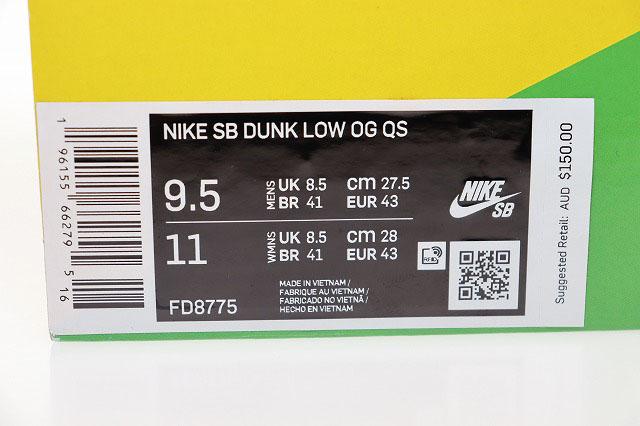 NIKE SB DUNK LOW OG QS
9.5
MENS
UK 8.5 cm 27.5
BR 41 EUR 43
11
WMNS
UK 8.5 cm 28
BR 41 EUR 43
FD8775
MADE IN VIETNAM /
FABRIQUE AU VIETNAM /
FABRICADO NO VIETNÃ /
HECHO EN VIETNAM
RFID
NIKE
SB
1 96155 66279 5 16
Suggested Retail: AUD $150.00